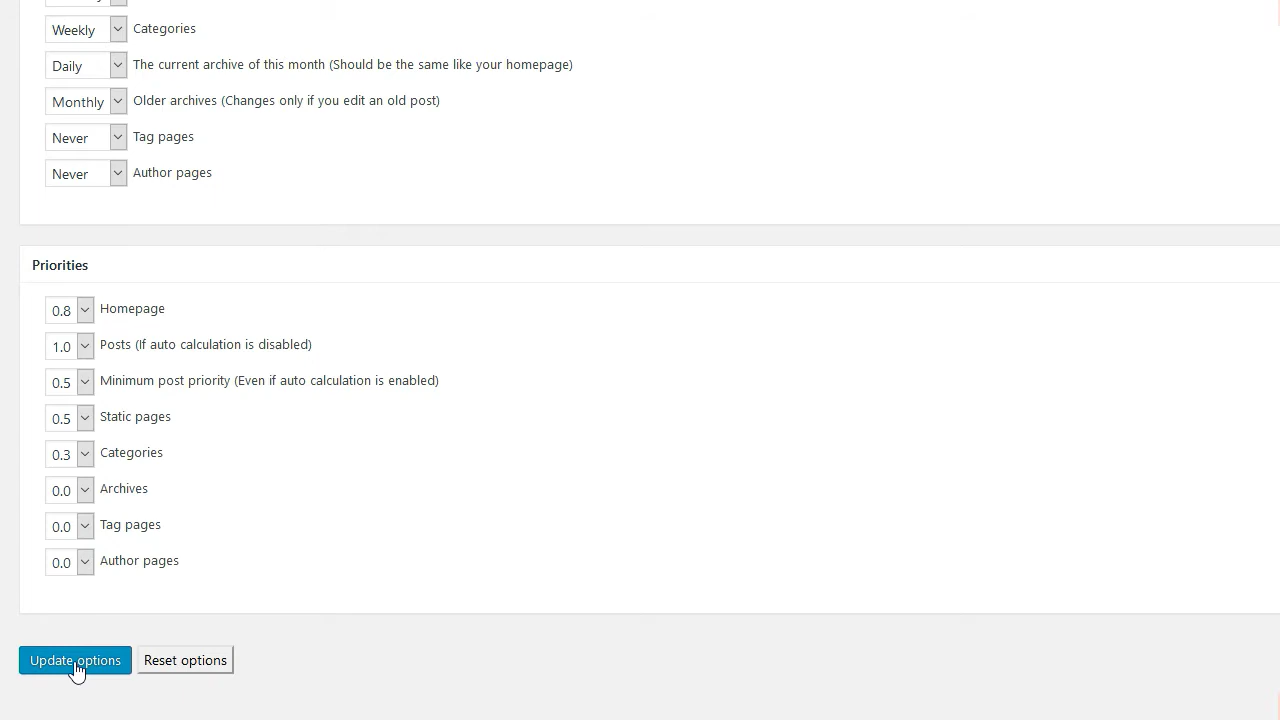 Weekly Categories
Daily The current archive of this month (Should be the same like your homepage)
Monthly Older archives (Changes only if you edit an old post)
Never Tag pages
Never Author pages
Priorities
0.8 Homepage
1.0 Posts (If auto calculation is disabled)
0.5 Minimum post priority (Even if auto calculation is enabled)
0.5 Static pages
0.3 Categories
0.0 Archives
0.0 Tag pages
0.0 Author pages
Update options Reset options